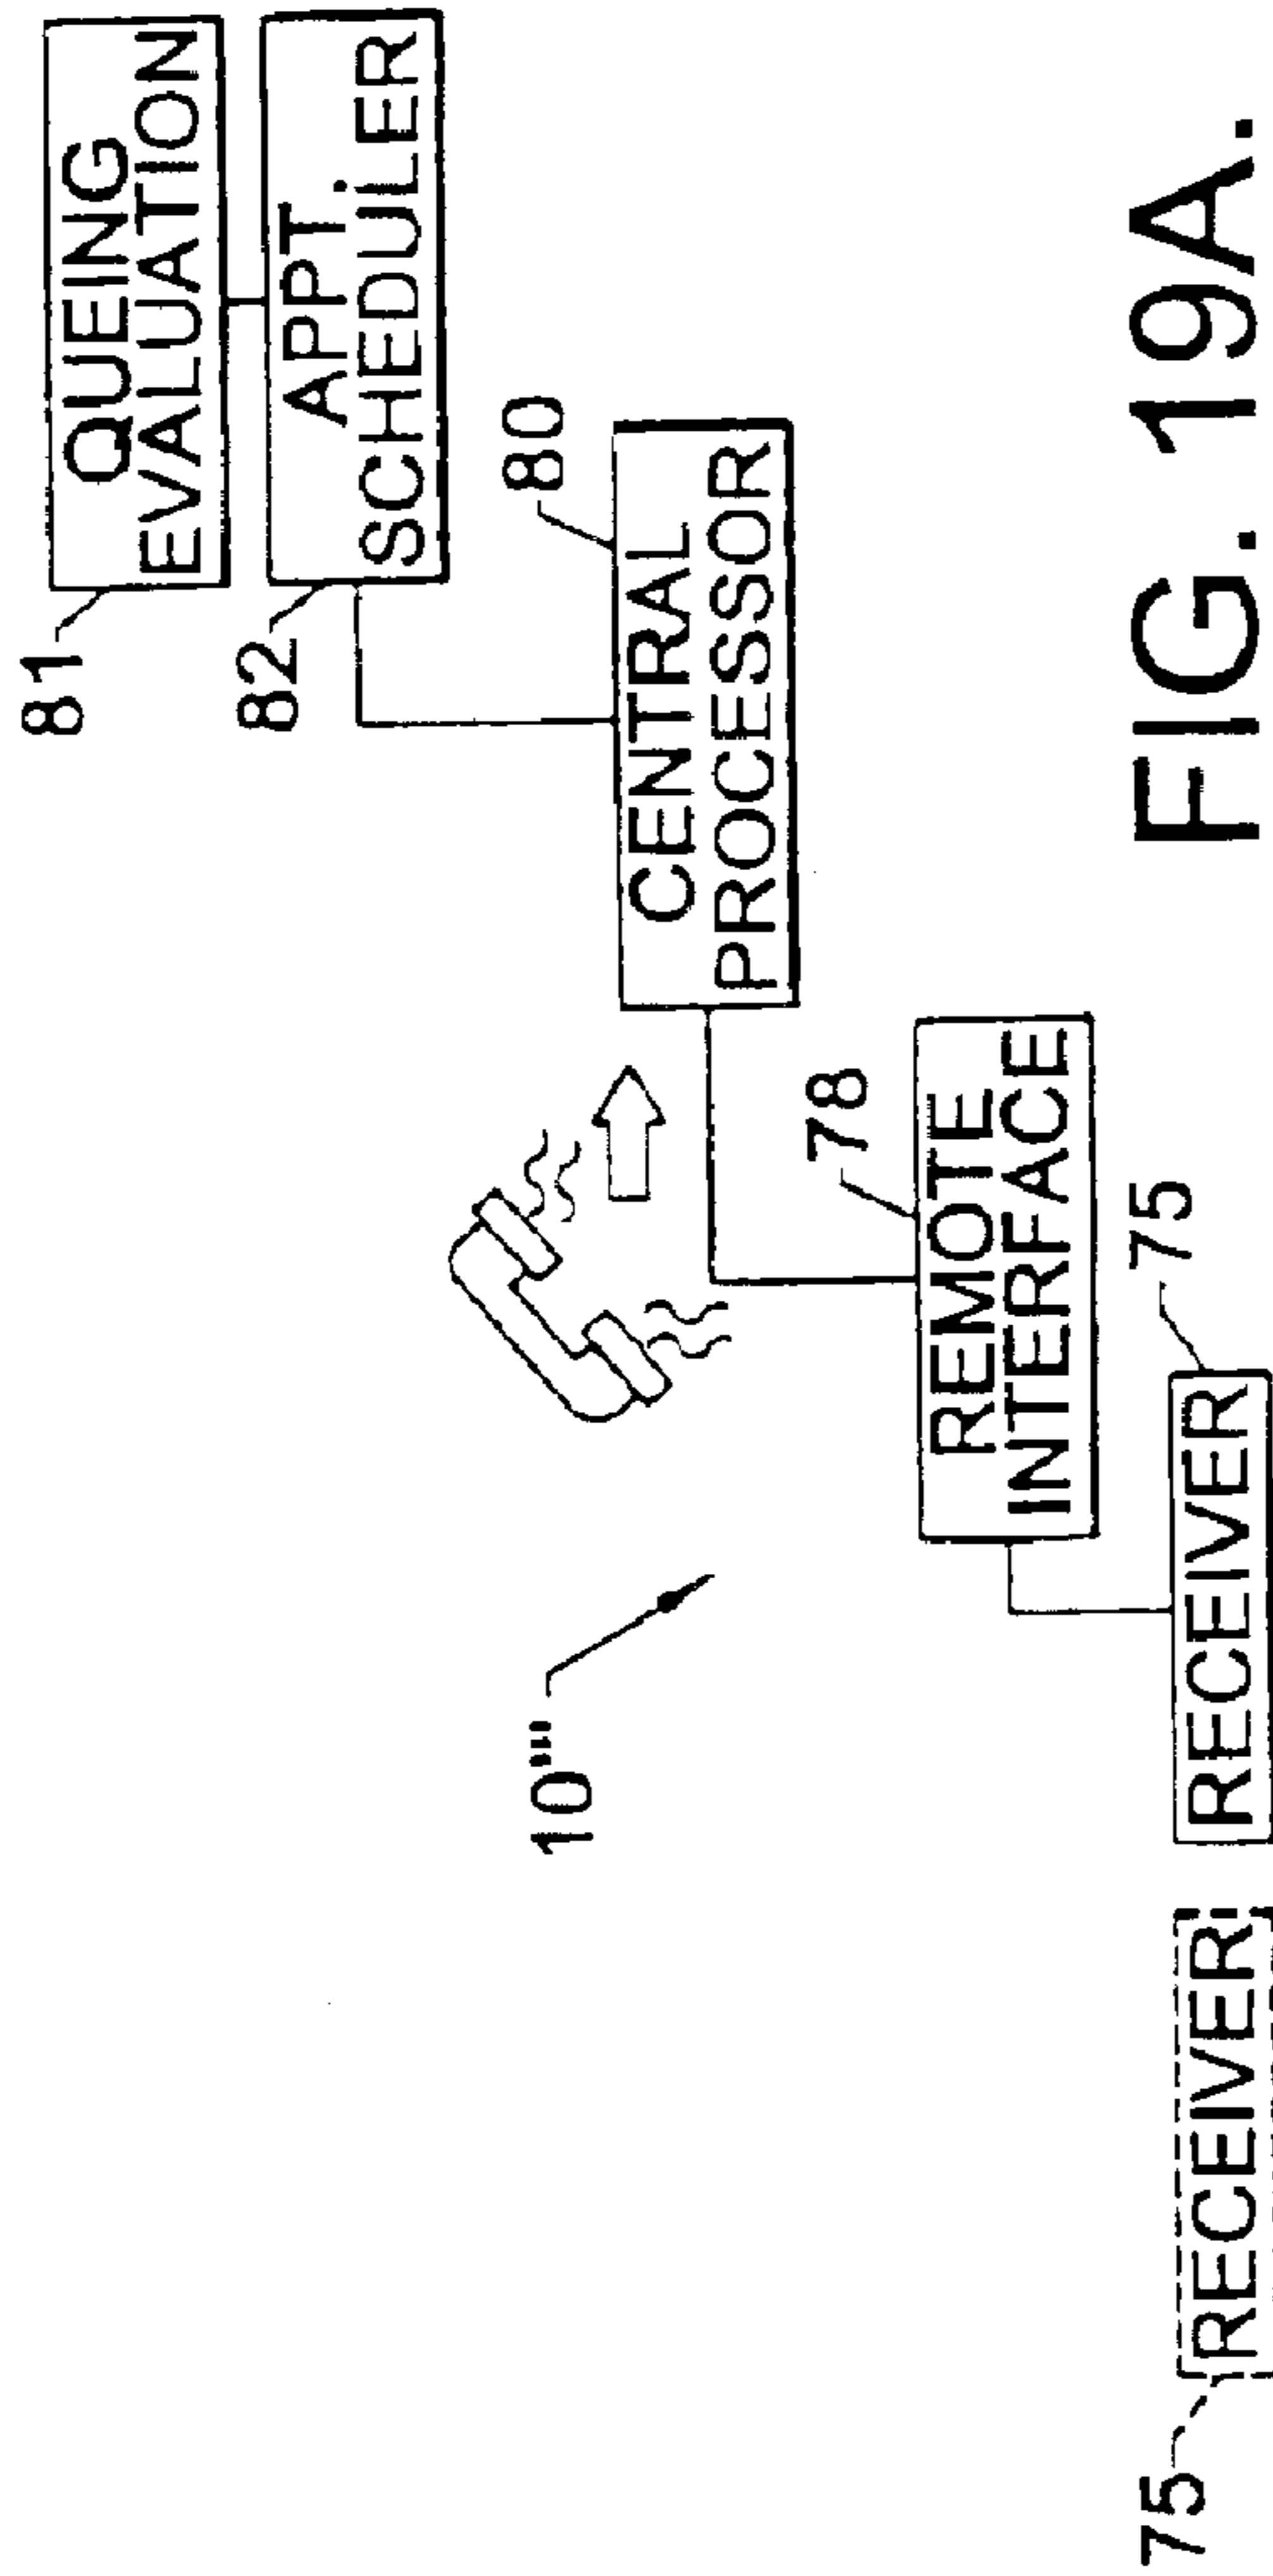 81
QUEING
EVALUATION
82
APPT.
SCHEDULER
80
CENTRAL
PROCESSOR
10"'
78
REMOTE
INTERFACE
75
RECEIVER
75
RECEIVER
FIG. 19A.